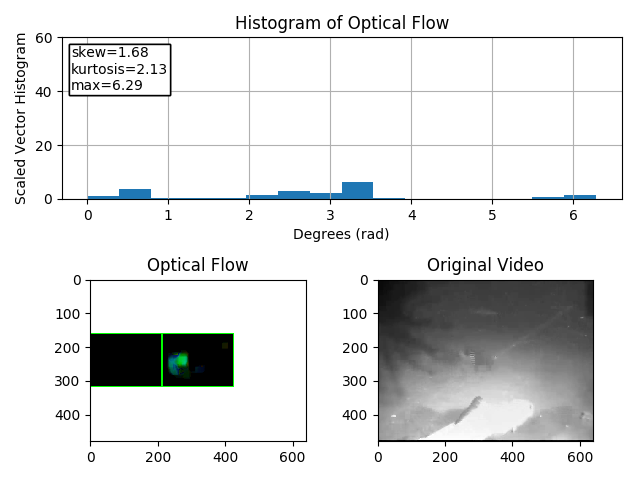 Histogram of Optical Flow
60
40
20
0
Scaled Vector Histogram
skew=1.68
kurtosis=2.13
max=6.29
0 1 2 3 4 5 6
Degrees (rad)
Optical Flow
0
100
200
300
400
0 200 400 600
Original Video
0
100
200
300
400
0 200 400 600